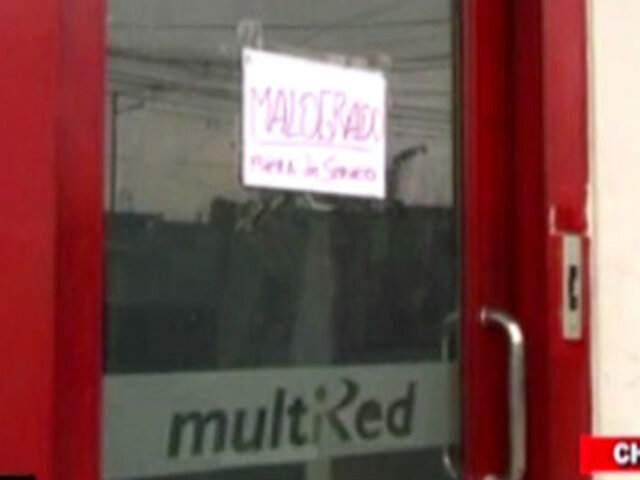 MALOGRADO
Fuera de Servicio
multiRed
CH